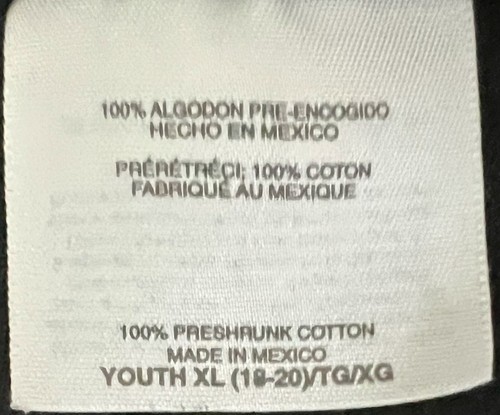 100% ALGODON PRE-ENCOGIDO
HECHO EN MEXICO
PRÉRÉTRÉCI; 100% COTON
FABRIQUÉ AU MEXIQUE
100% PRESHRUNK COTTON
MADE IN MEXICO
YOUTH XL (18-20)/TG/XG